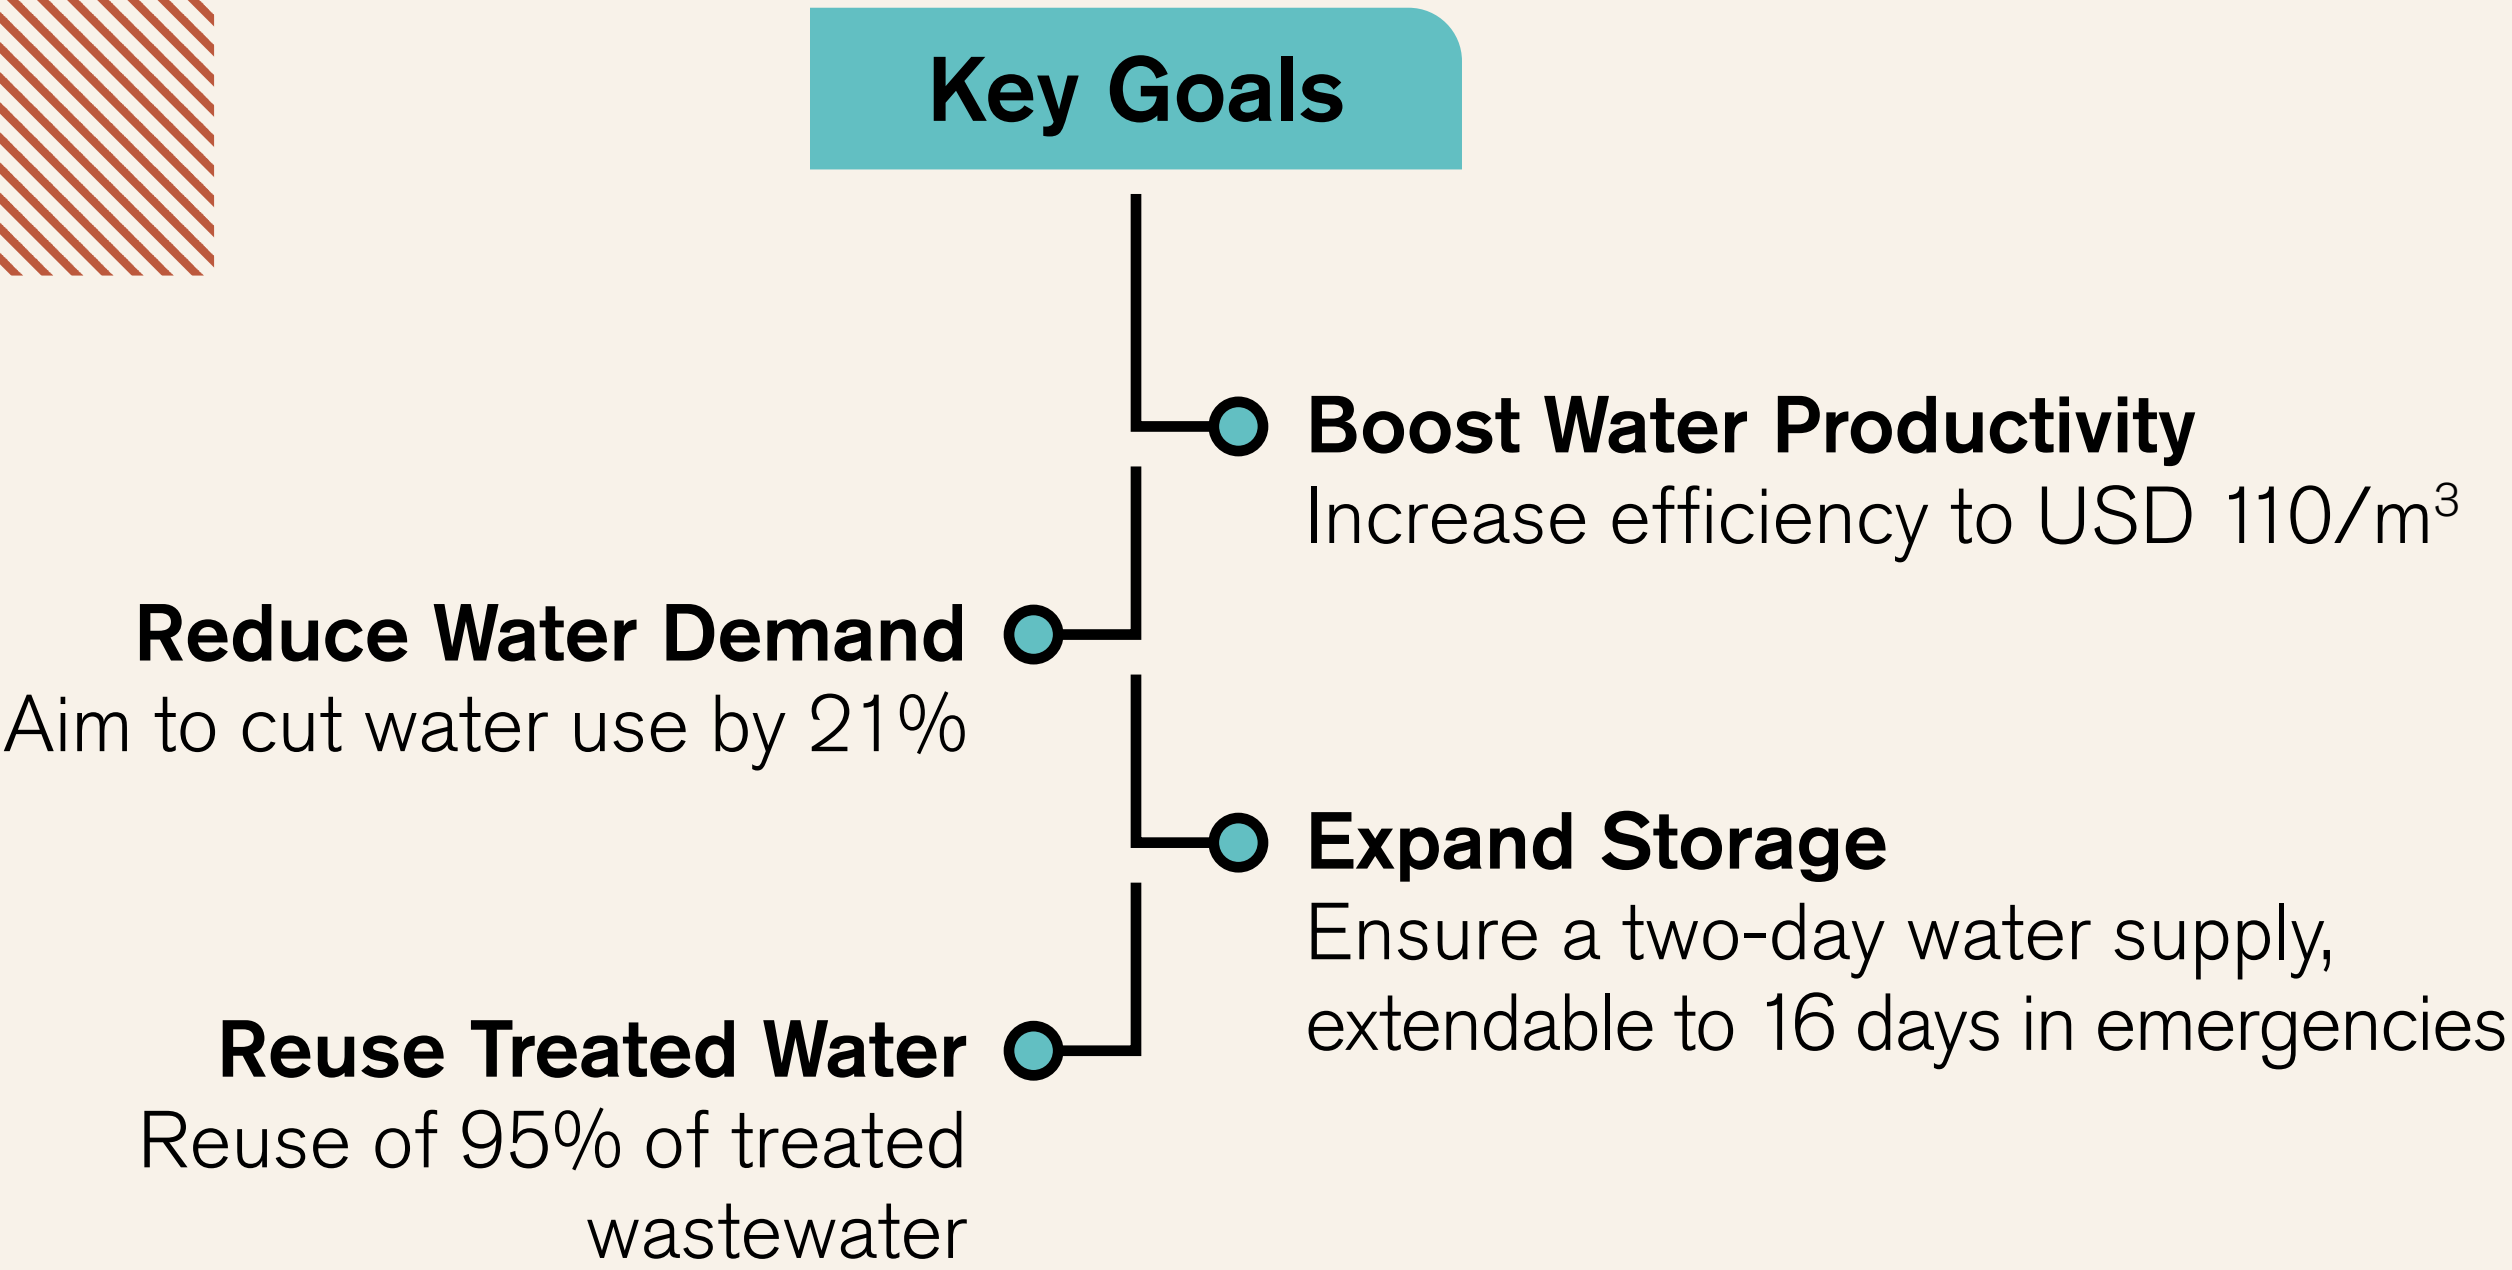 Key Goals
Boost Water Productivity
Increase efficiency to USD 110/m³
Reduce Water Demand
Aim to cut water use by 21%
Expand Storage
Ensure a two-day water supply,
extendable to 16 days in emergencies
Reuse Treated Water
Reuse of 95% of treated
wastewater